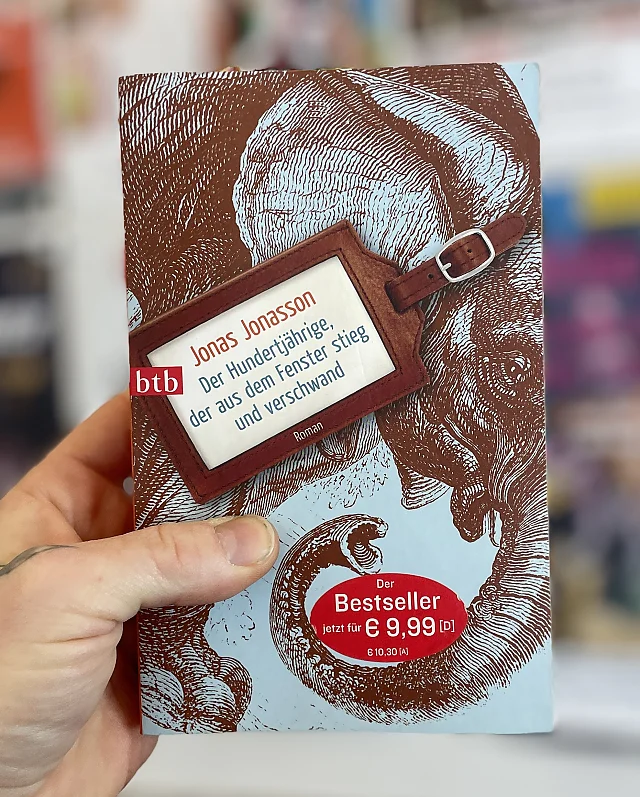 Jonas Jonasson
Der Hundertjährige,
der aus dem Fenster stieg
und verschwand
Roman
btb
Der
Bestseller
jetzt für € 9,99 [D]
€ 10,30 [A]